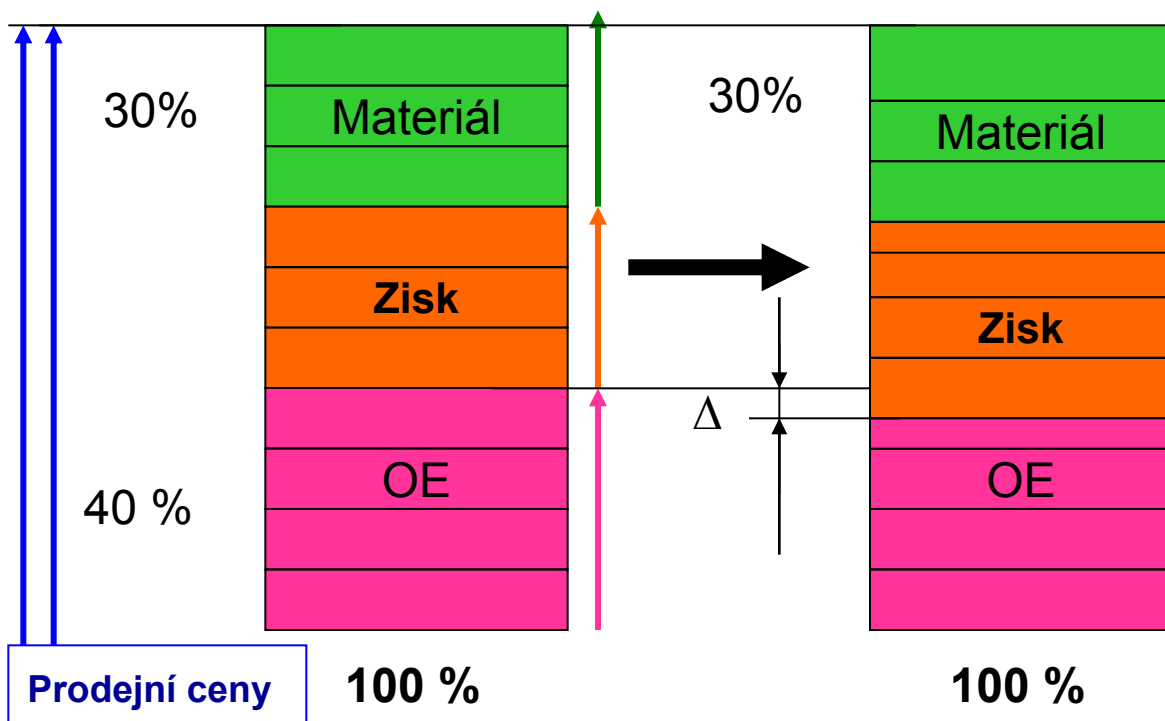 30%
Materiál
30%
Materiál
Zisk
Zisk
Δ
OE
OE
40 %
Prodejní ceny
100 %
100 %